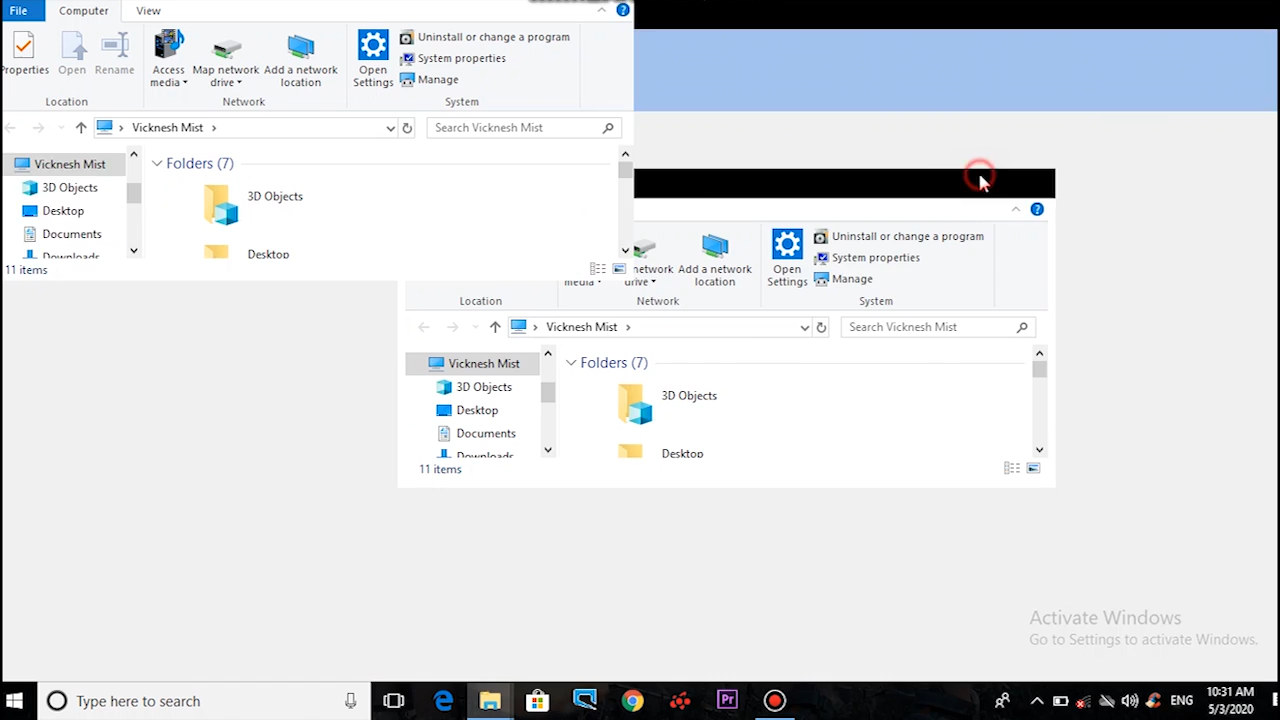 File Computer View
Properties Open Rename Access media Map network drive Add a network location Open Settings Uninstall or change a program
System properties
Manage
Location Network System
Vicknesh Mist Search Vicknesh Mist
Vicknesh Mist
3D Objects
Desktop
Documents
Downloads
Folders (7)
3D Objects
Desktop
11 items
network drive Add a network location Open Settings Uninstall or change a program
System properties
Manage
media
Location Network System
Vicknesh Mist Search Vicknesh Mist
Vicknesh Mist
3D Objects
Desktop
Documents
Downloads
Folders (7)
3D Objects
Desktop
11 items
Activate Windows
Go to Settings to activate Windows.
Type here to search
Pr
ENG
10:31 AM
5/3/2020